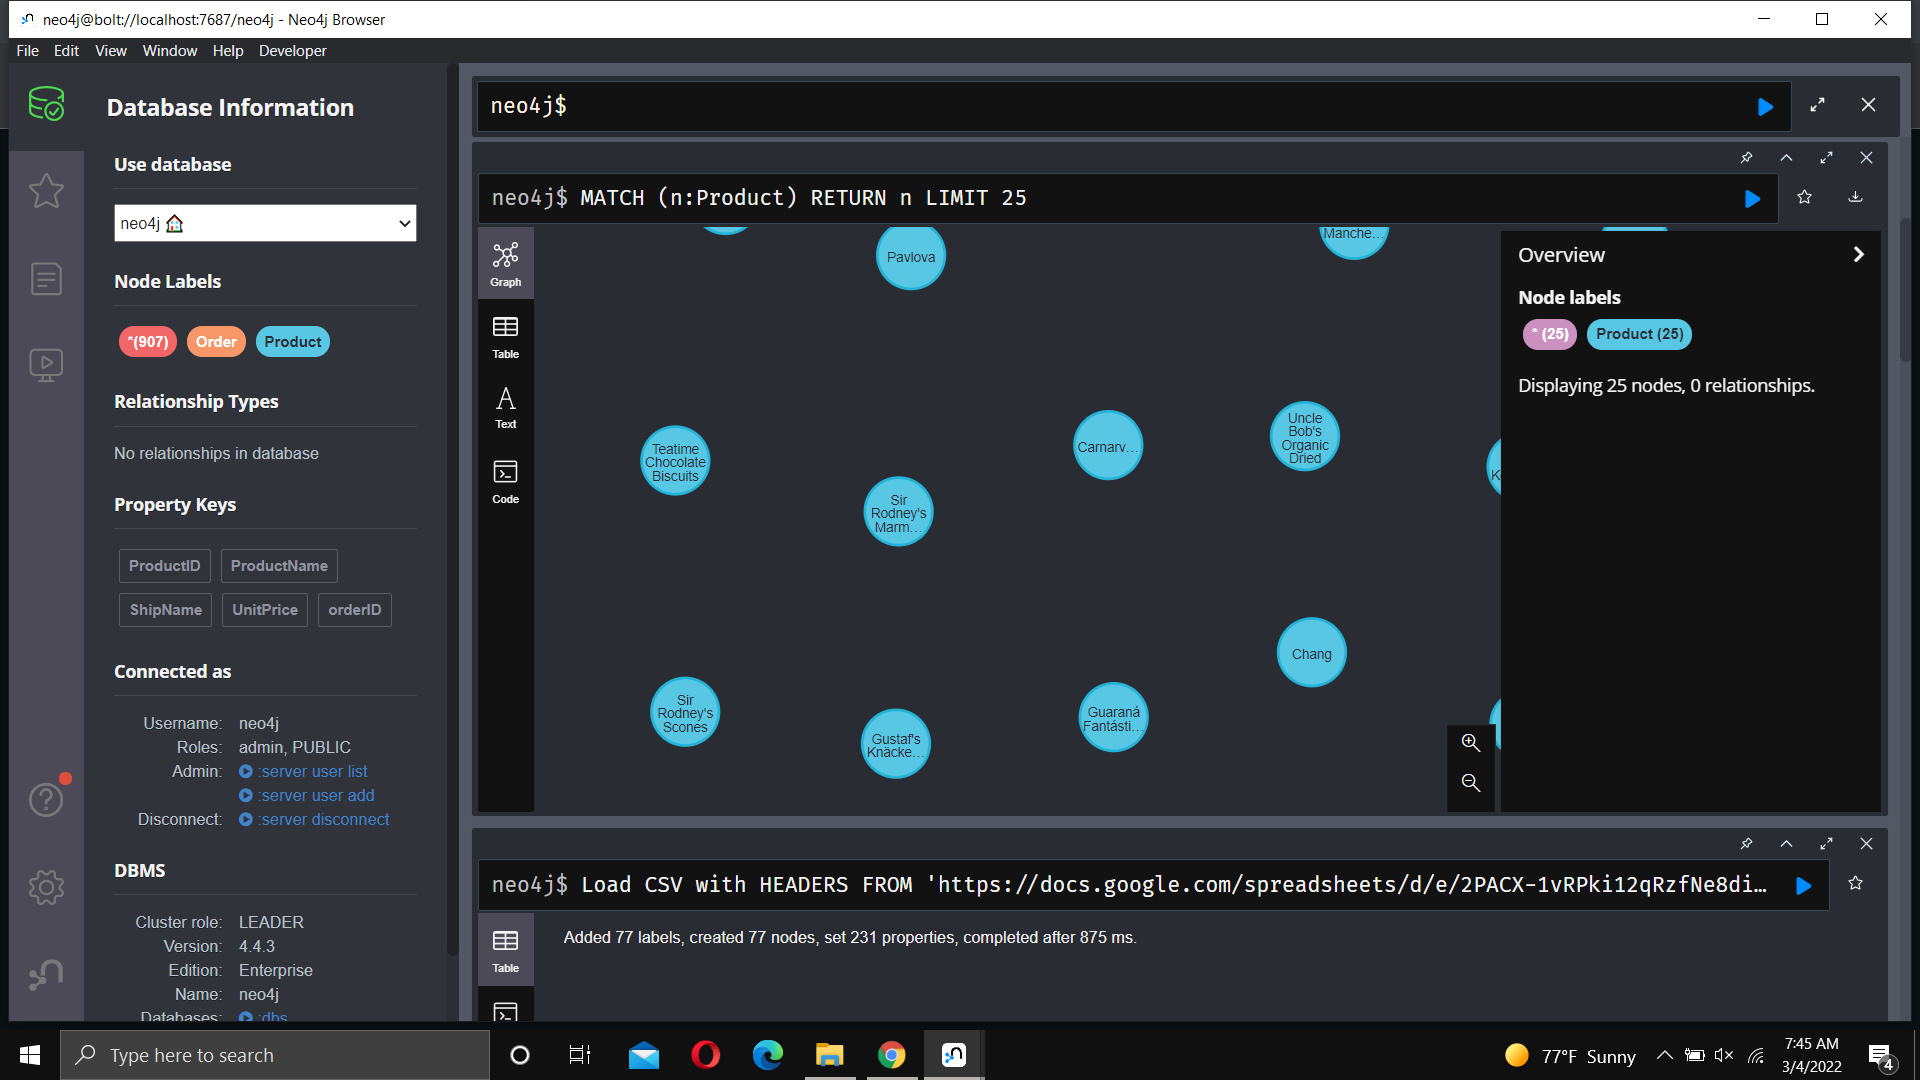 neo4j@bolt://localhost:7687/neo4j - Neo4j Browser
File Edit View Window Help Developer
Database Information
Use database
neo4j
Node Labels
*(907) Order Product
Relationship Types
No relationships in database
Property Keys
ProductID ProductName
ShipName UnitPrice orderID
Connected as
Username: neo4j
Roles: admin, PUBLIC
Admin: :server user list
:server user add
Disconnect: :server disconnect
DBMS
Cluster role: LEADER
Version: 4.4.3
Edition: Enterprise
Name: neo4j
Databases: :dbs
neo4j$
neo4j$ MATCH (n:Product) RETURN n LIMIT 25
Graph
Table
Text
Code
Pavlova
Manche...
Teatime
Chocolate
Biscuits
Sir
Rodney's
Marm...
Carnarv...
Uncle
Bob's
Organic
Dried
K
Sir
Rodney's
Scones
Gustaf's
Knäcke...
Guaraná
Fantásti...
Chang
Overview
Node labels
* (25) Product (25)
Displaying 25 nodes, 0 relationships.
neo4j$ Load CSV with HEADERS FROM 'https://docs.google.com/spreadsheets/d/e/2PACX-1vRPki12qRzfNe8di…
Table
Added 77 labels, created 77 nodes, set 231 properties, completed after 875 ms.
Type here to search
77°F Sunny
7:45 AM
3/4/2022
4